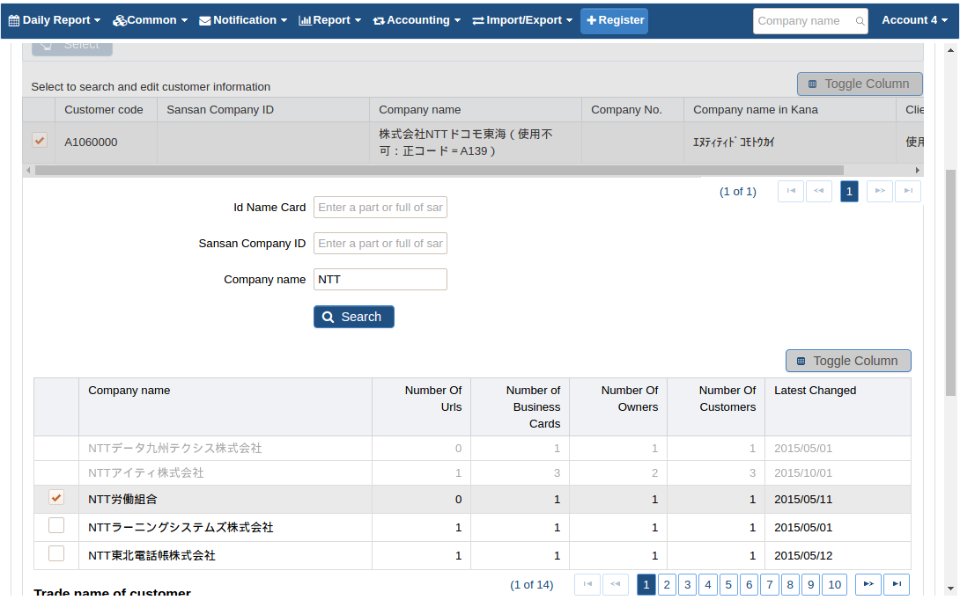 Daily Report Common Notification Report Accounting Import/Export Register Company name Account 4
Select
Select to search and edit customer information
Toggle Column
Customer code Sansan Company ID Company name Company No. Company name in Kana Clie
A1060000 株式会社NTTドコモ東海（使用不可：正コード＝A139） ｴﾇﾃｨﾃｨﾄﾞｺﾓﾄｳｶｲ 使用
(1 of 1) 1
Id Name Card Enter a part or full of sar
Sansan Company ID Enter a part or full of sar
Company name NTT
Search
Toggle Column
Company name Number Of Urls Number of Business Cards Number Of Owners Number Of Customers Latest Changed
NTTデータ九州テクシス株式会社 0 1 1 1 2015/05/01
NTTアイティ株式会社 1 3 2 3 2015/10/01
NTT労働組合 0 1 1 1 2015/05/11
NTTラーニングシステムズ株式会社 1 1 1 1 2015/05/01
NTT東北電話帳株式会社 1 1 1 1 2015/05/12
(1 of 14) 1 2 3 4 5 6 7 8 9 10
Trade name of customer